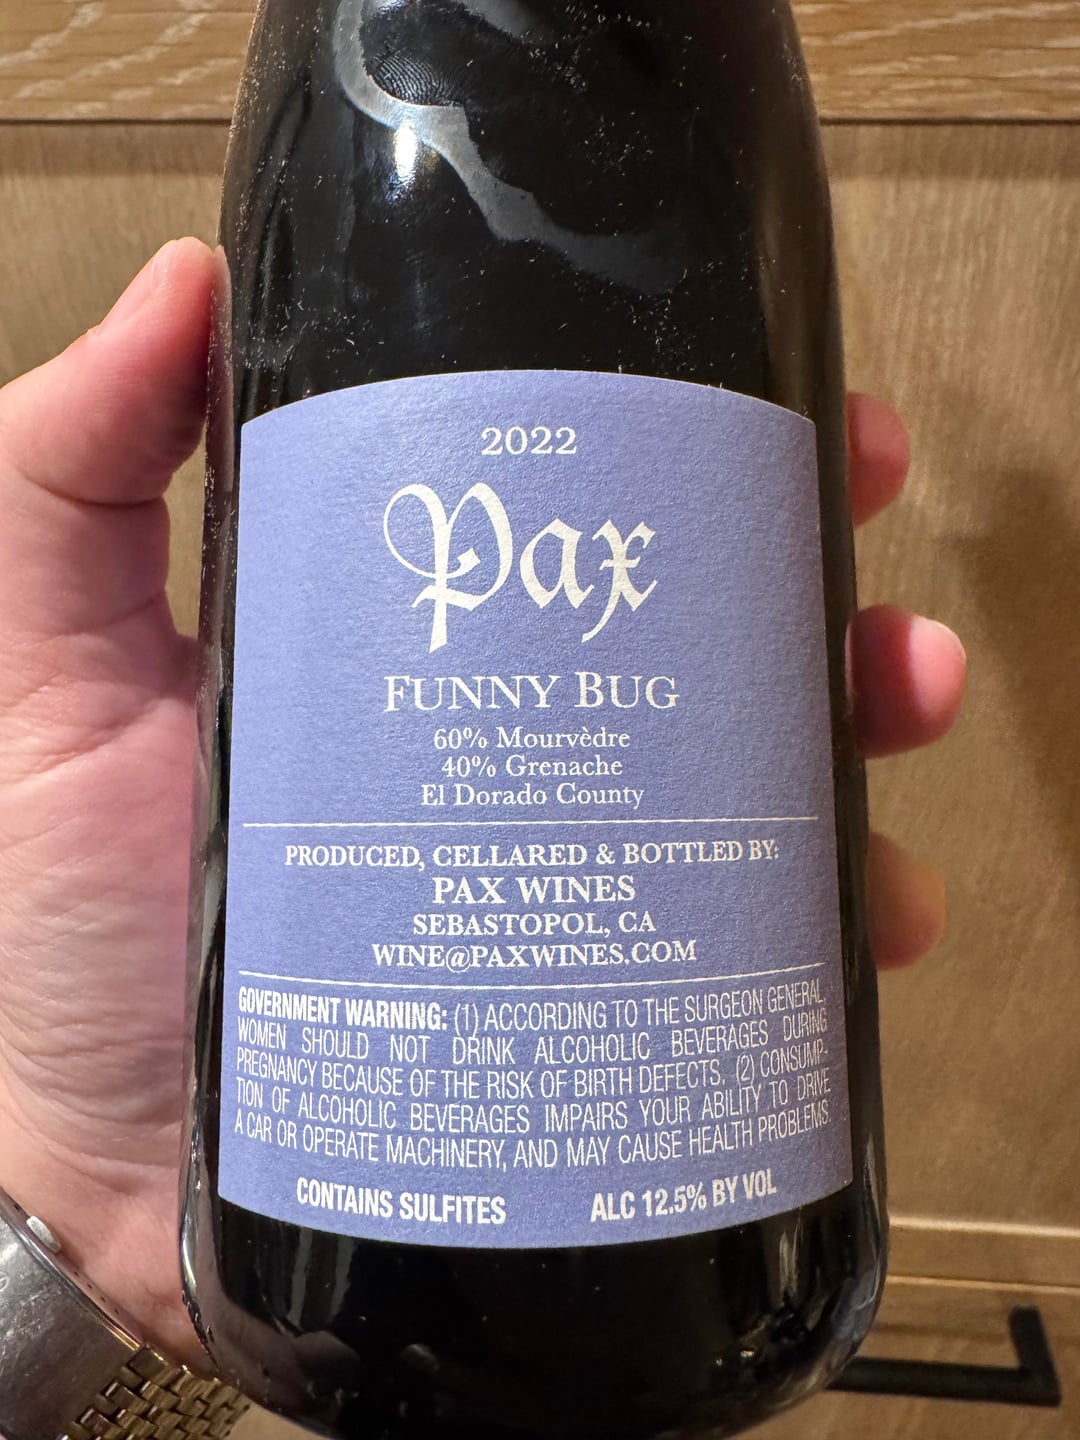 2022
Pax
FUNNY BUG
60% Mourvèdre
40% Grenache
El Dorado County
PRODUCED, CELLARED & BOTTLED BY:
PAX WINES
SEBASTOPOL, CA
WINE@PAXWINES.COM
GOVERNMENT WARNING: (1) ACCORDING TO THE SURGEON GENERAL,
WOMEN SHOULD NOT DRINK ALCOHOLIC BEVERAGES DURING
PREGNANCY BECAUSE OF THE RISK OF BIRTH DEFECTS. (2) CONSUMP-
TION OF ALCOHOLIC BEVERAGES IMPAIRS YOUR ABILITY TO DRIVE
A CAR OR OPERATE MACHINERY, AND MAY CAUSE HEALTH PROBLEMS.
CONTAINS SULFITES ALC 12.5% BY VOL